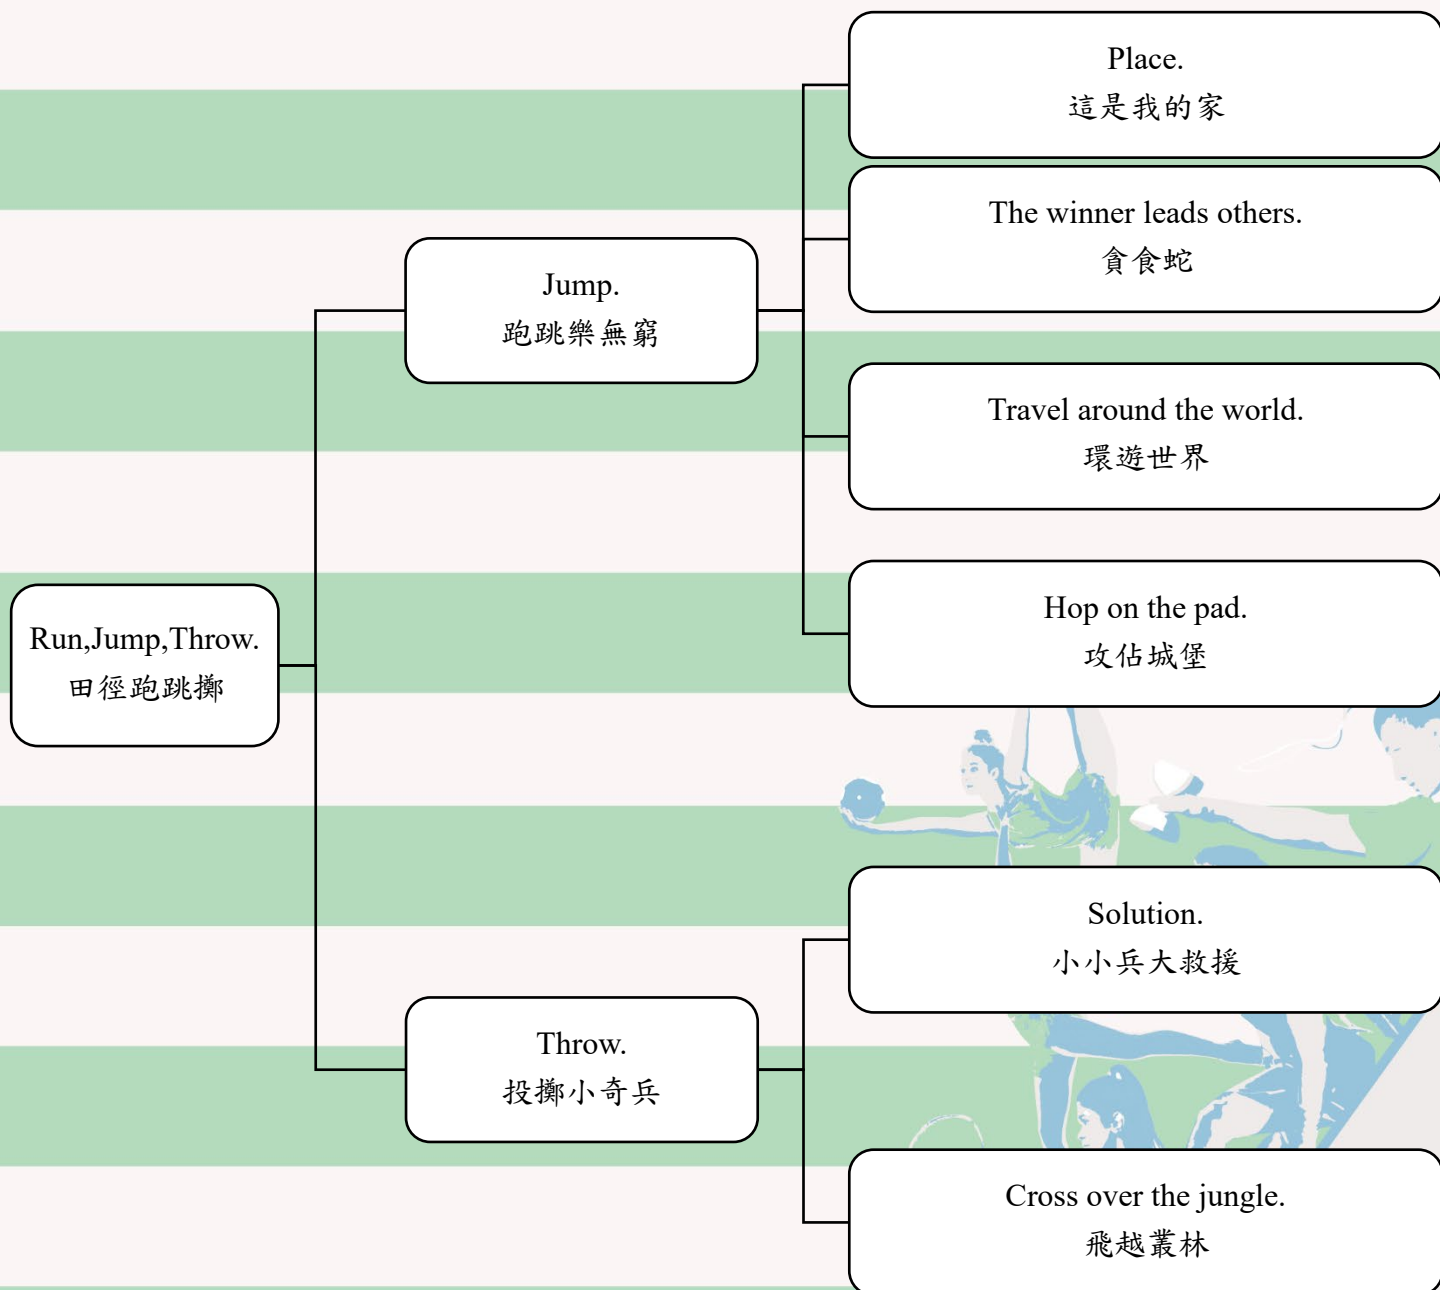 Run,Jump,Throw.
田徑跑跳擲
Jump.
跑跳樂無窮
Place.
這是我的家
The winner leads others.
貪食蛇
Travel around the world.
環遊世界
Hop on the pad.
攻佔城堡
Throw.
投擲小奇兵
Solution.
小小兵大救援
Cross over the jungle.
飛越叢林